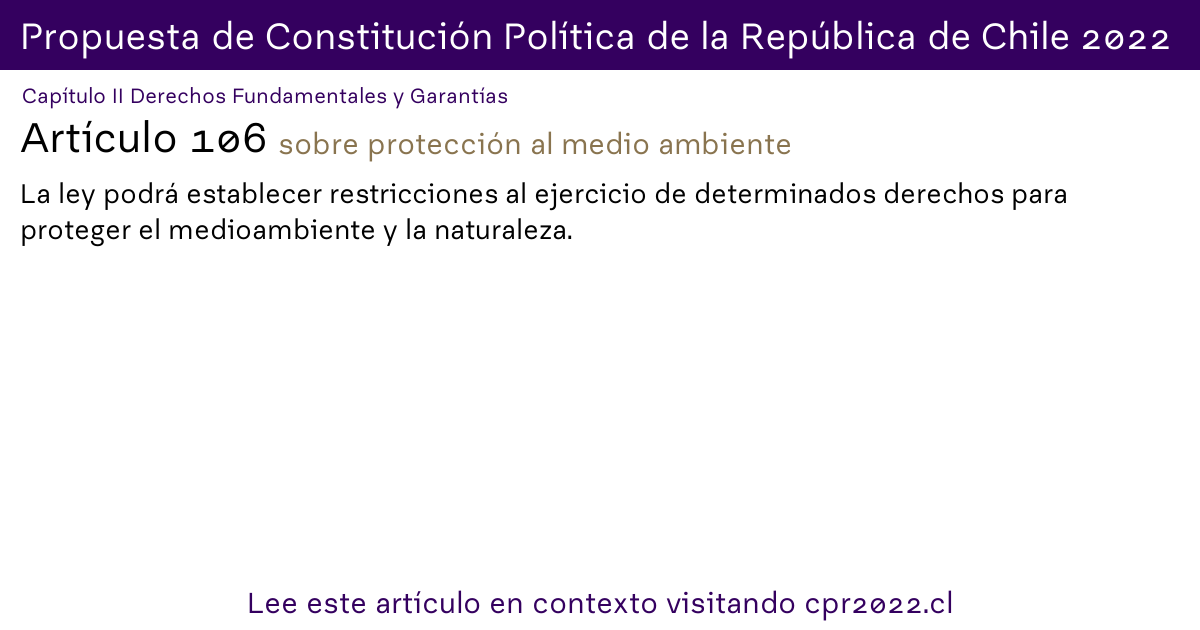 Propuesta de Constitución Política de la República de Chile 2022
Capítulo II Derechos Fundamentales y Garantías
Artículo 106 sobre protección al medio ambiente
La ley podrá establecer restricciones al ejercicio de determinados derechos para
proteger el medioambiente y la naturaleza.
Lee este artículo en contexto visitando cpr2022.cl